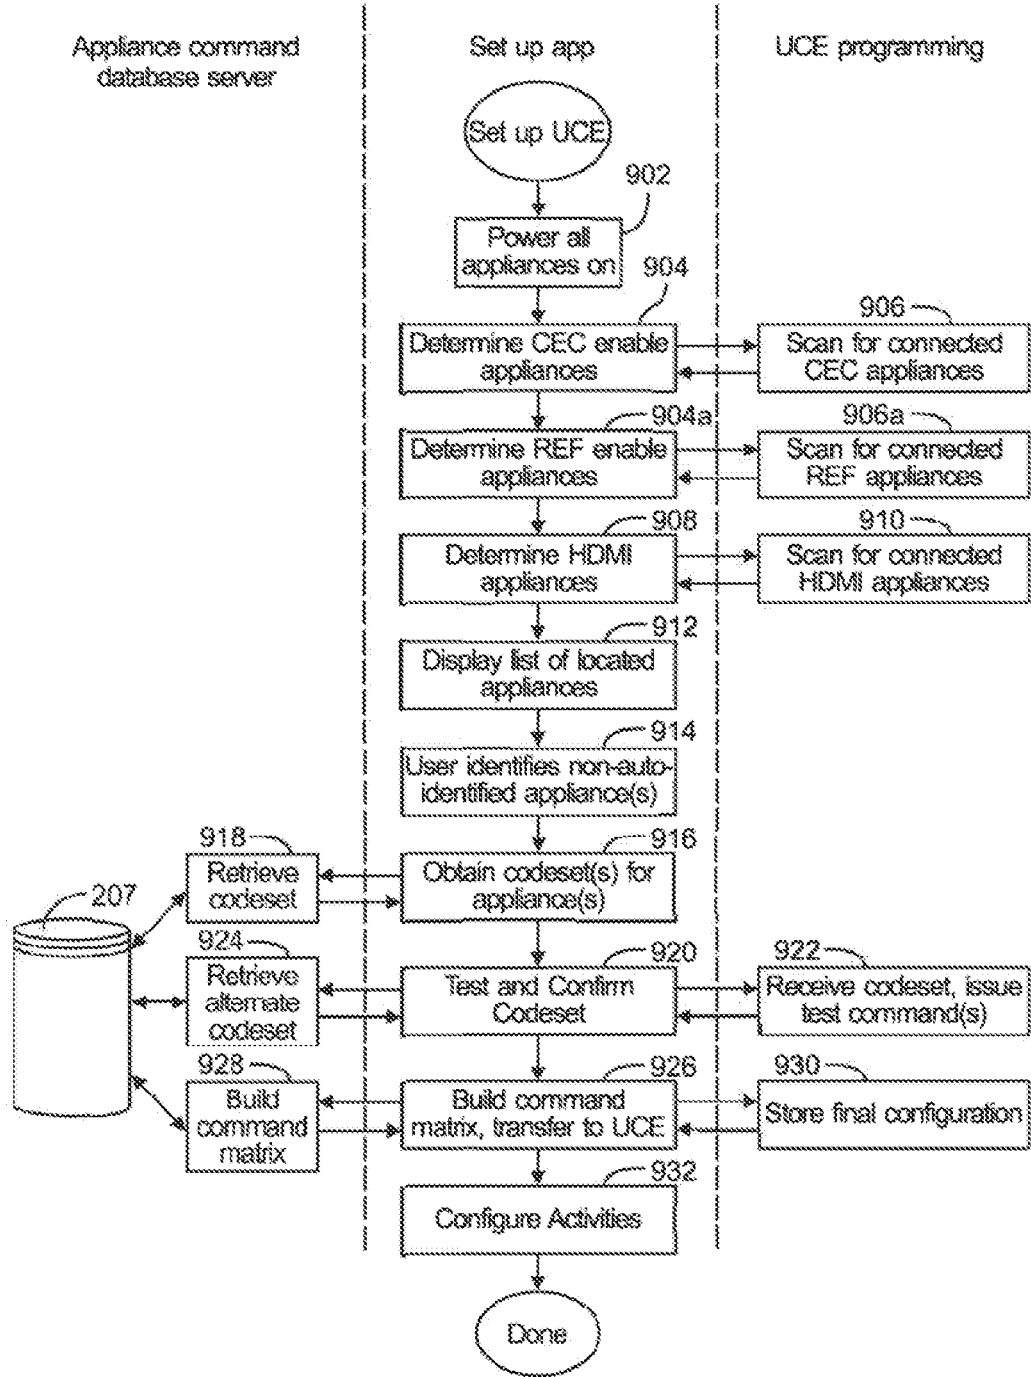 Appliance command
database server
Set up app
UCE programming
Set up UCE
902
Power all
appliances on
904
Determine CEC enable
appliances
906
Scan for connected
CEC appliances
904a
Determine REF enable
appliances
906a
Scan for connected
REF appliances
908
Determine HDMI
appliances
910
Scan for connected
HDMI appliances
912
Display list of located
appliances
914
User identifies non-auto-
identified appliance(s)
916
Obtain codeset(s) for
appliance(s)
918
Retrieve
codeset
207
920
Test and Confirm
Codeset
922
Receive codeset, issue
test command(s)
924
Retrieve
alternate
codeset
926
Build command
matrix, transfer to UCE
928
Build
command
matrix
930
Store final configuration
932
Configure Activities
Done